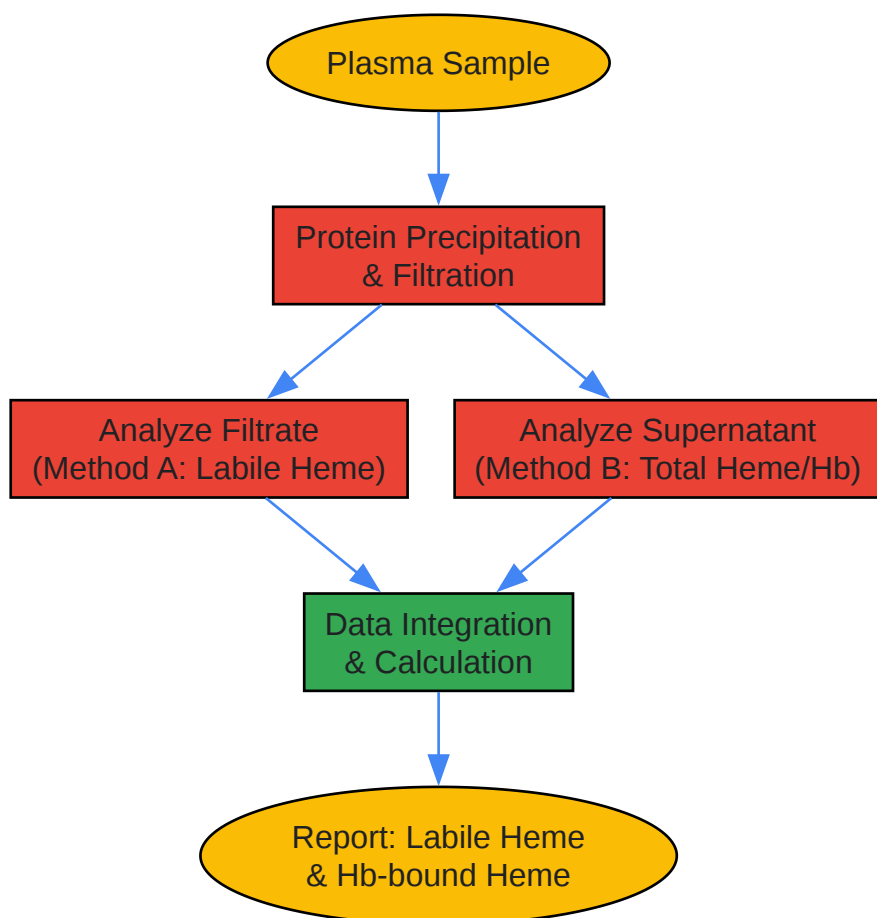 Plasma Sample
Protein Precipitation
& Filtration
Analyze Filtrate
(Method A: Labile Heme)
Analyze Supernatant
(Method B: Total Heme/Hb)
Data Integration
& Calculation
Report: Labile Heme
& Hb-bound Heme